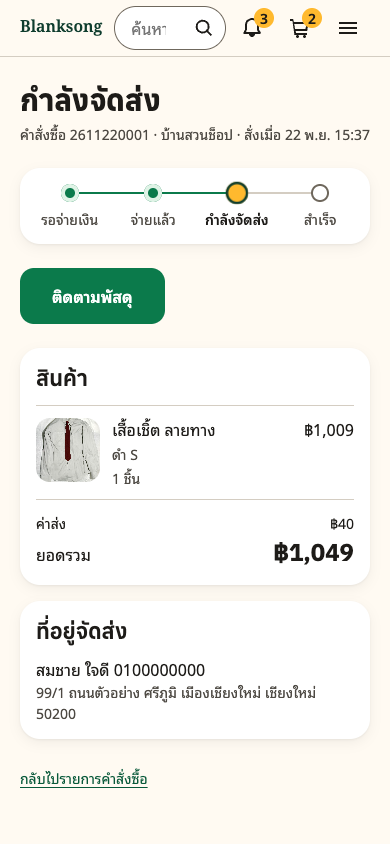 Blanksong
ค้นหา
3
2
กำลังจัดส่ง
คำสั่งซื้อ 2611220001 · บ้านสวนช็อป · สั่งเมื่อ 22 พ.ย. 15:37
รอจ่ายเงิน
จ่ายแล้ว
กำลังจัดส่ง
สำเร็จ
ติดตามพัสดุ
สินค้า
เสื้อเชิ้ต ลายทาง ฿1,009
ดำ S
1 ชิ้น
ค่าส่ง ฿40
ยอดรวม ฿1,049
ที่อยู่จัดส่ง
สมชาย ใจดี 0100000000
99/1 ถนนตัวอย่าง ศรีภูมิ เมืองเชียงใหม่ เชียงใหม่
50200
กลับไปรายการคำสั่งซื้อ